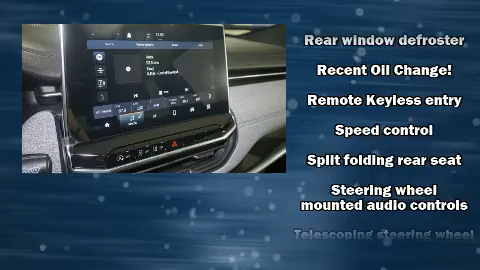 Rear window defroster
Recent Oil Change!
Remote Keyless entry
Speed control
Split folding rear seat
Steering wheel
mounted audio controls
Telescoping steering wheel